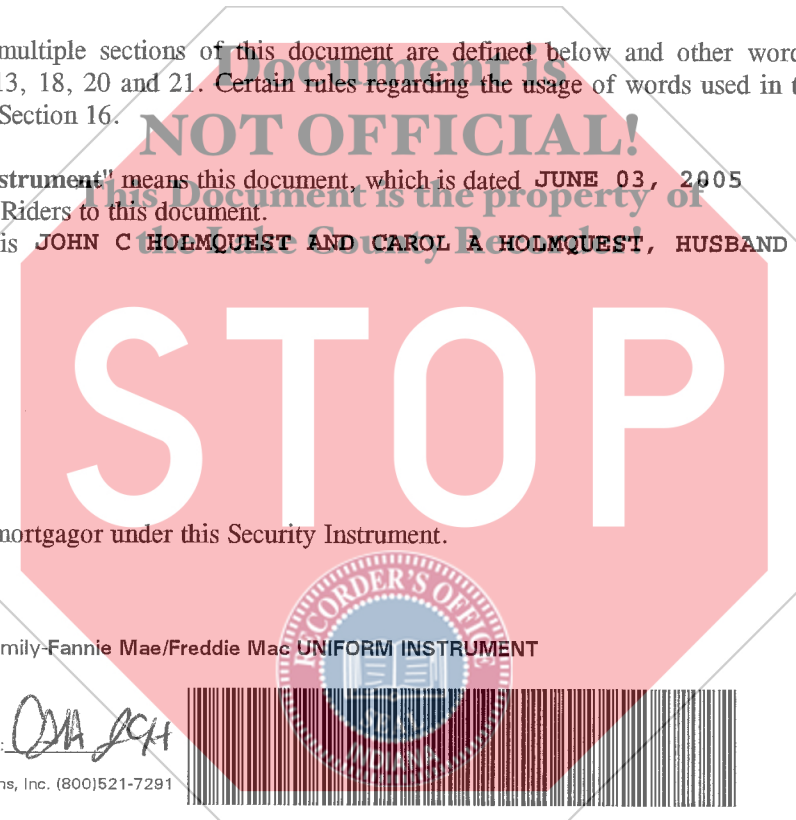 Document is
multiple sections of this document are defined below and other word
13, 18, 20 and 21. Certain rules regarding the usage of words used in t
Section 16.
NOT OFFICIAL!
strument" means this document, which is dated JUNE 03, 2005
This Document is the property of
Riders to this document.
is JOHN C HOLMQUEST AND CAROL A HOLMQUEST, HUSBAND
the Lake County Recorder!
STOP
mortgagor under this Security Instrument.
RECORDER'S OFFICE
mily-Fannie Mae/Freddie Mac UNIFORM INSTRUMENT
SEAL
INDIANA
JCH
ns, Inc. (800)521-7291